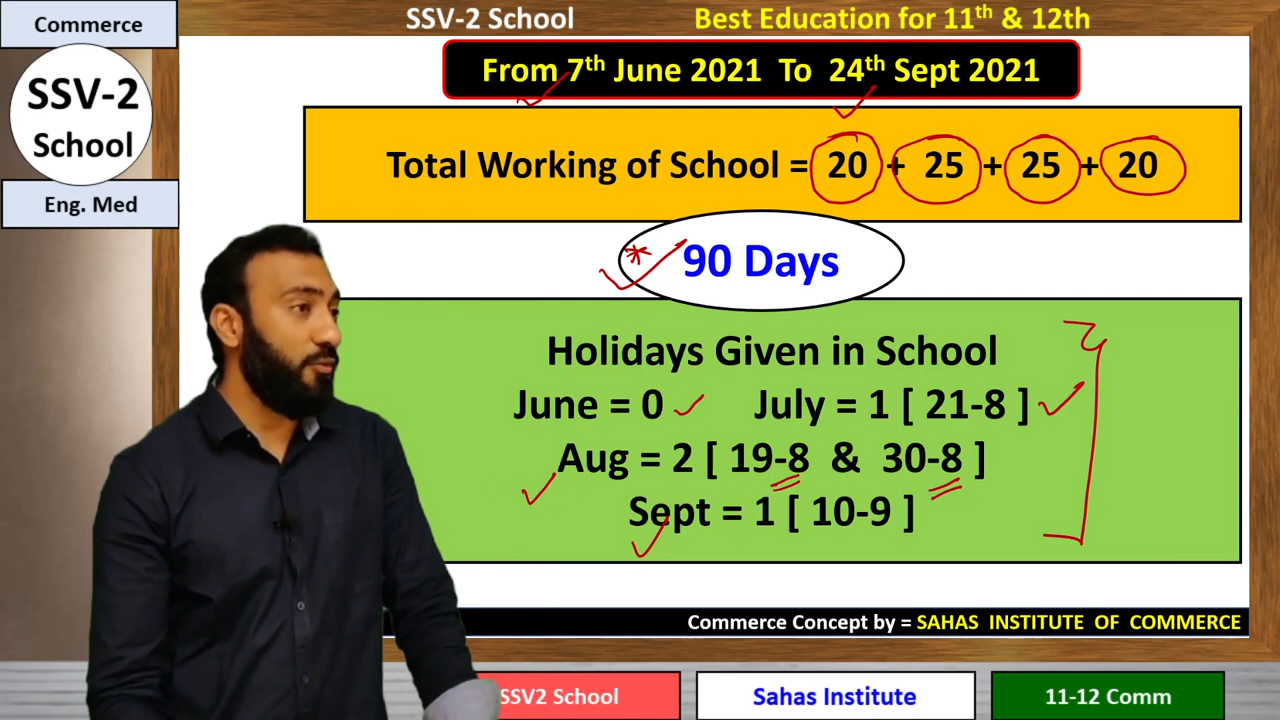 Commerce
SSV-2 School
Best Education for 11th & 12th
SSV-2
School
Eng. Med
From 7th June 2021 To 24th Sept 2021
Total Working of School = 20 + 25 + 25 + 20
* 90 Days
Holidays Given in School
June = 0 July = 1 [ 21-8 ]
Aug = 2 [ 19-8 & 30-8 ]
Sept = 1 [ 10-9 ]
Commerce Concept by = SAHAS INSTITUTE OF COMMERCE
SSV2 School
Sahas Institute
11-12 Comm